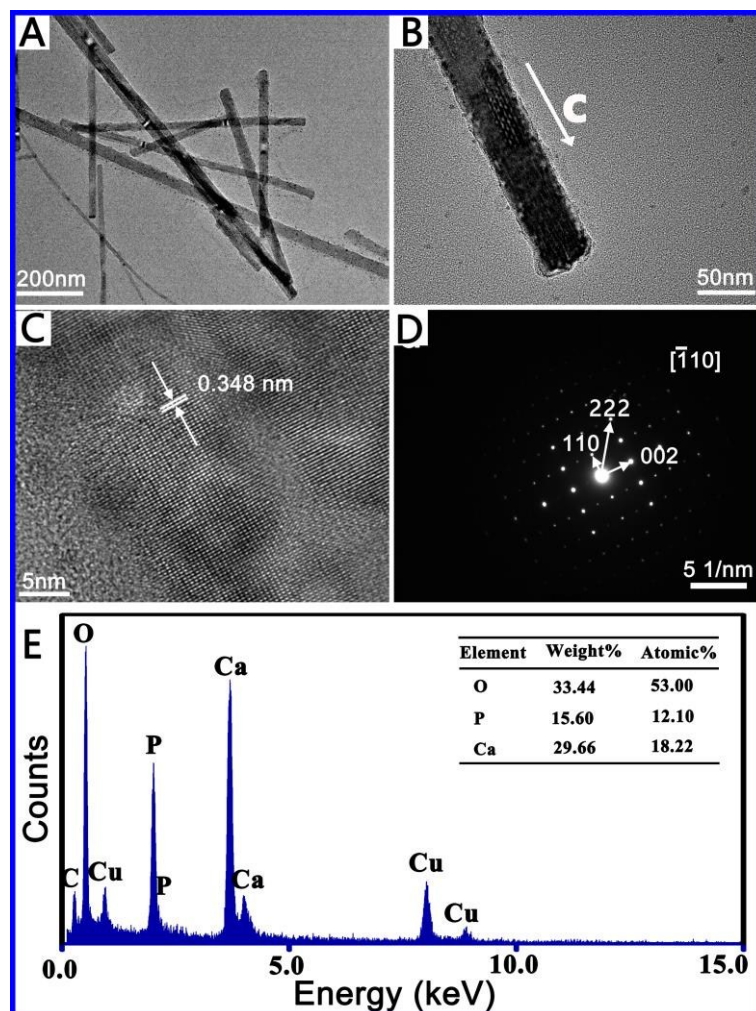 A
200nm
B
C
50nm
C
0.348 nm
5nm
D
[1̄10]
222
110
002
5 1/nm
E
O
C
Cu
P
P
Ca
Ca
Cu
Cu
Element Weight% Atomic%
O 33.44 53.00
P 15.60 12.10
Ca 29.66 18.22
Counts
0.0 5.0 10.0 15.0
Energy (keV)